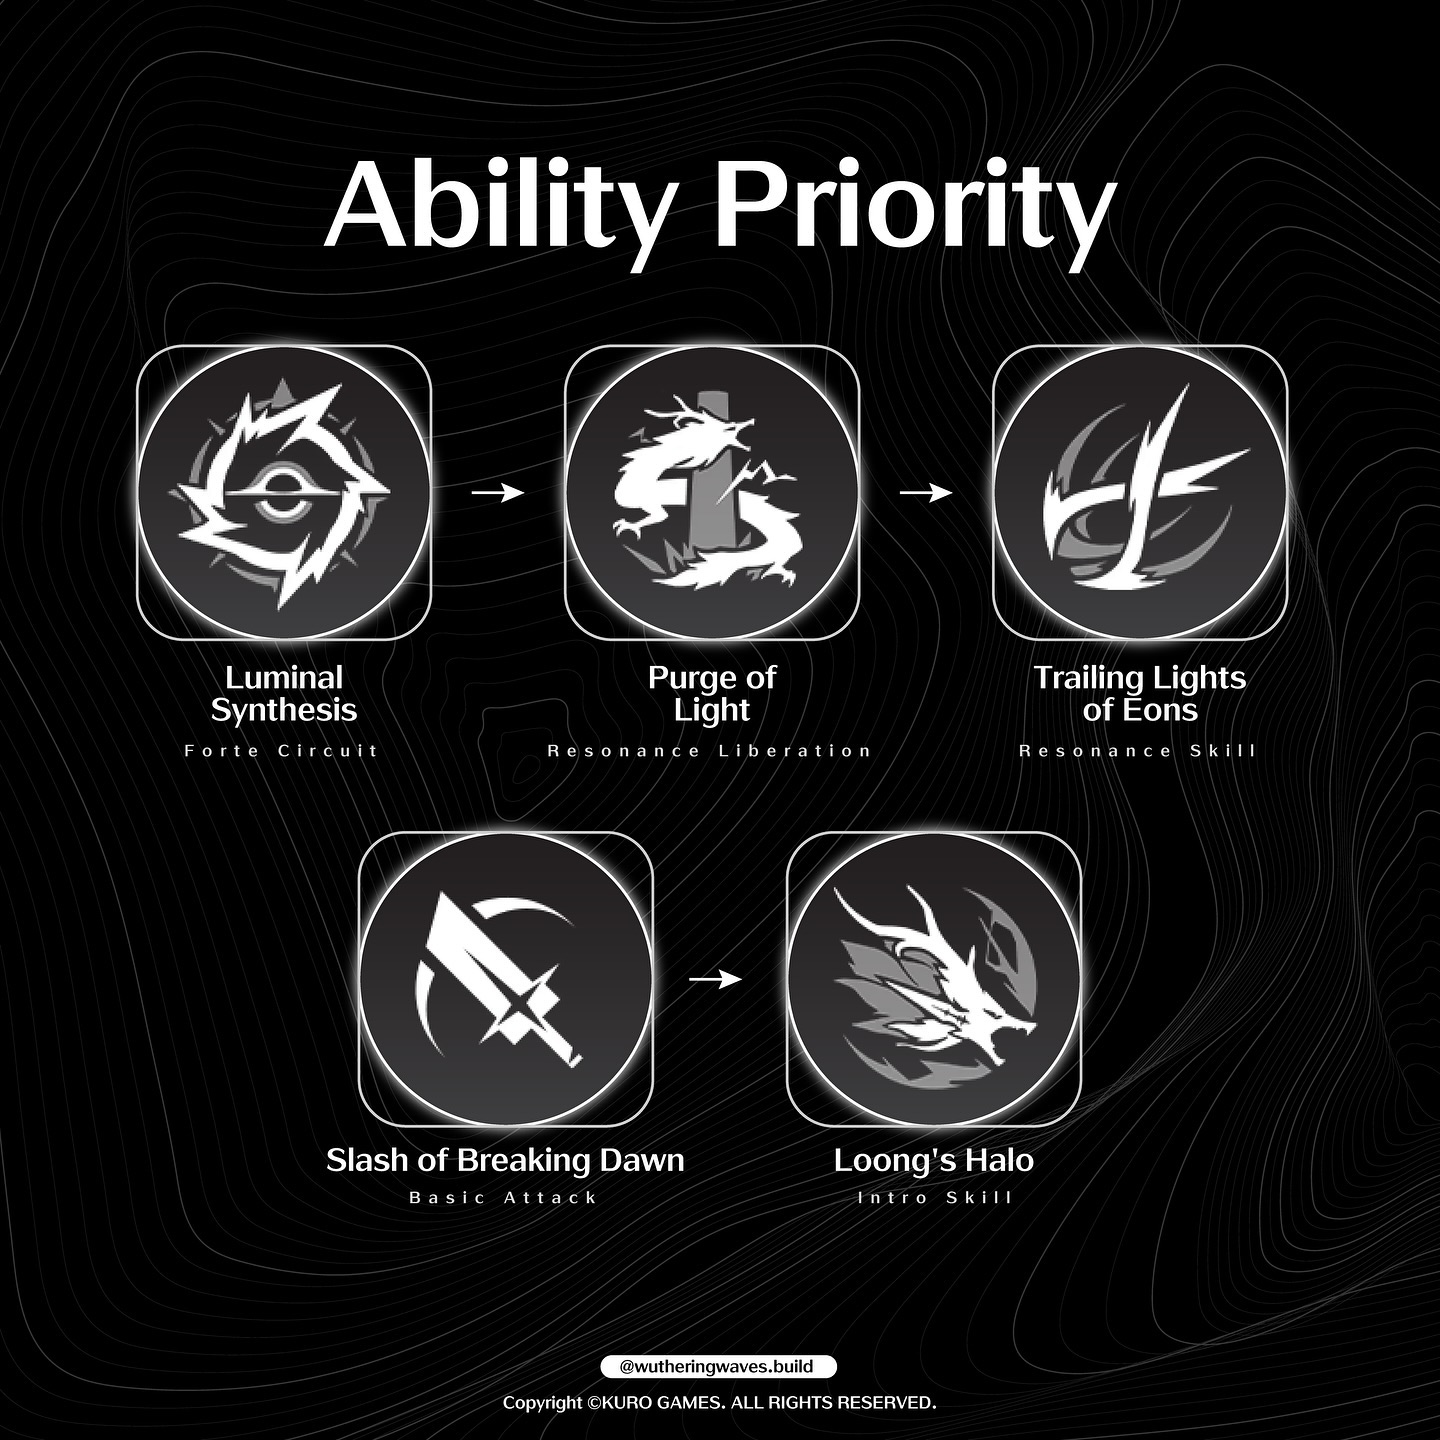 Ability Priority
Luminal
Synthesis
Forte Circuit
Purge of
Light
Resonance Liberation
Trailing Lights
of Eons
Resonance Skill
Slash of Breaking Dawn
Basic Attack
Loong's Halo
Intro Skill
@wutheringwaves.build
Copyright ©KURO GAMES. ALL RIGHTS RESERVED.